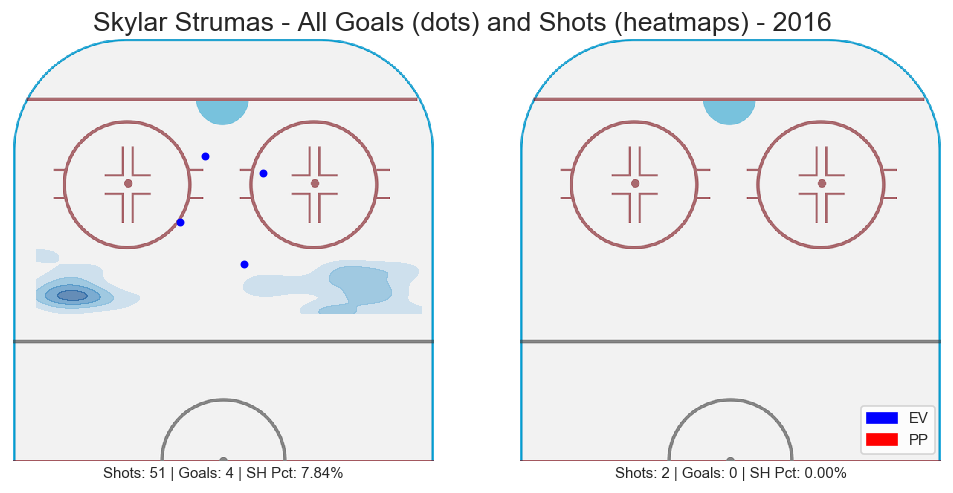 Skylar Strumas - All Goals (dots) and Shots (heatmaps) - 2016
EV
PP
Shots: 51 | Goals: 4 | SH Pct: 7.84%
Shots: 2 | Goals: 0 | SH Pct: 0.00%